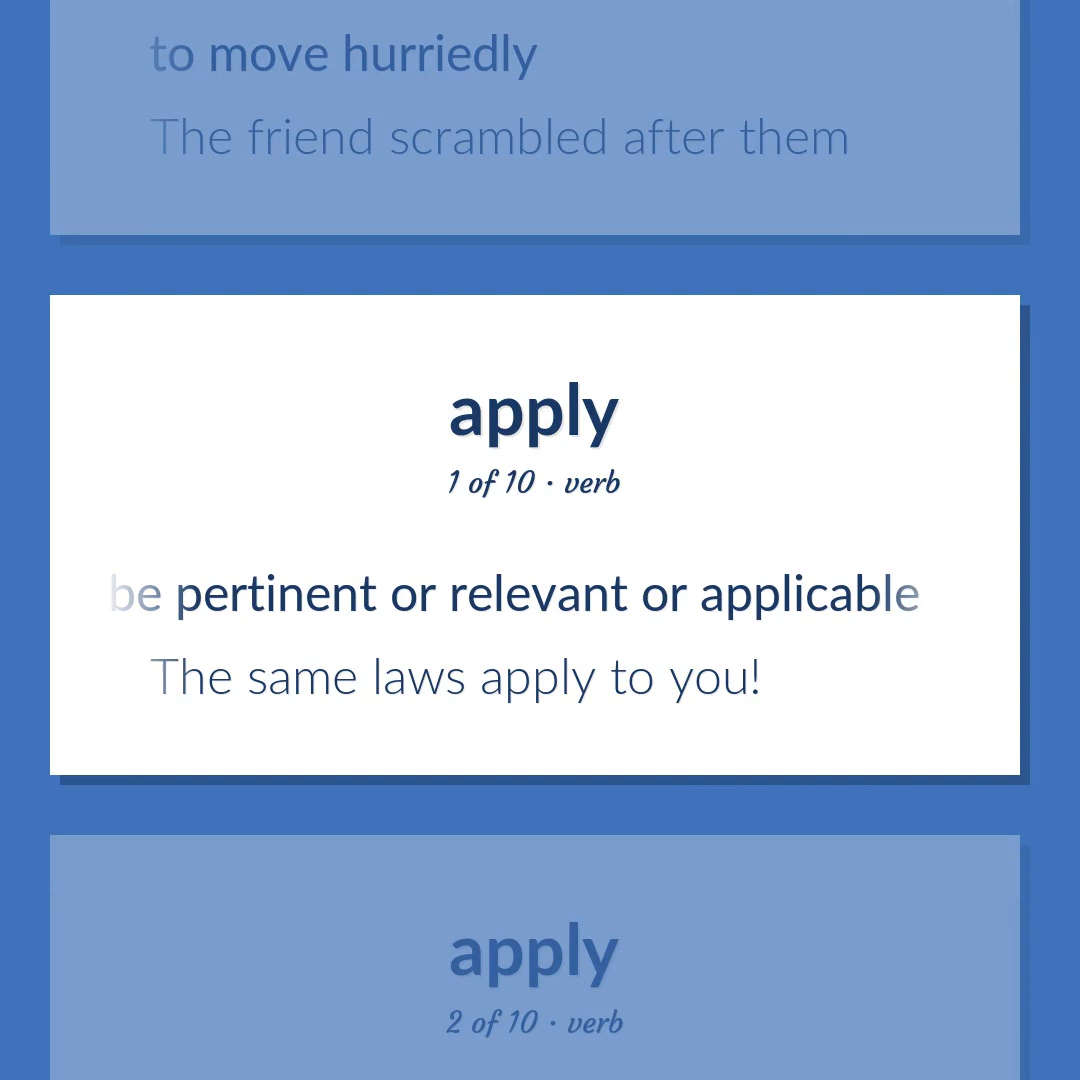 to move hurriedly
The friend scrambled after them
apply
1 of 10 · verb
be pertinent or relevant or applicable
The same laws apply to you!
apply
2 of 10 · verb